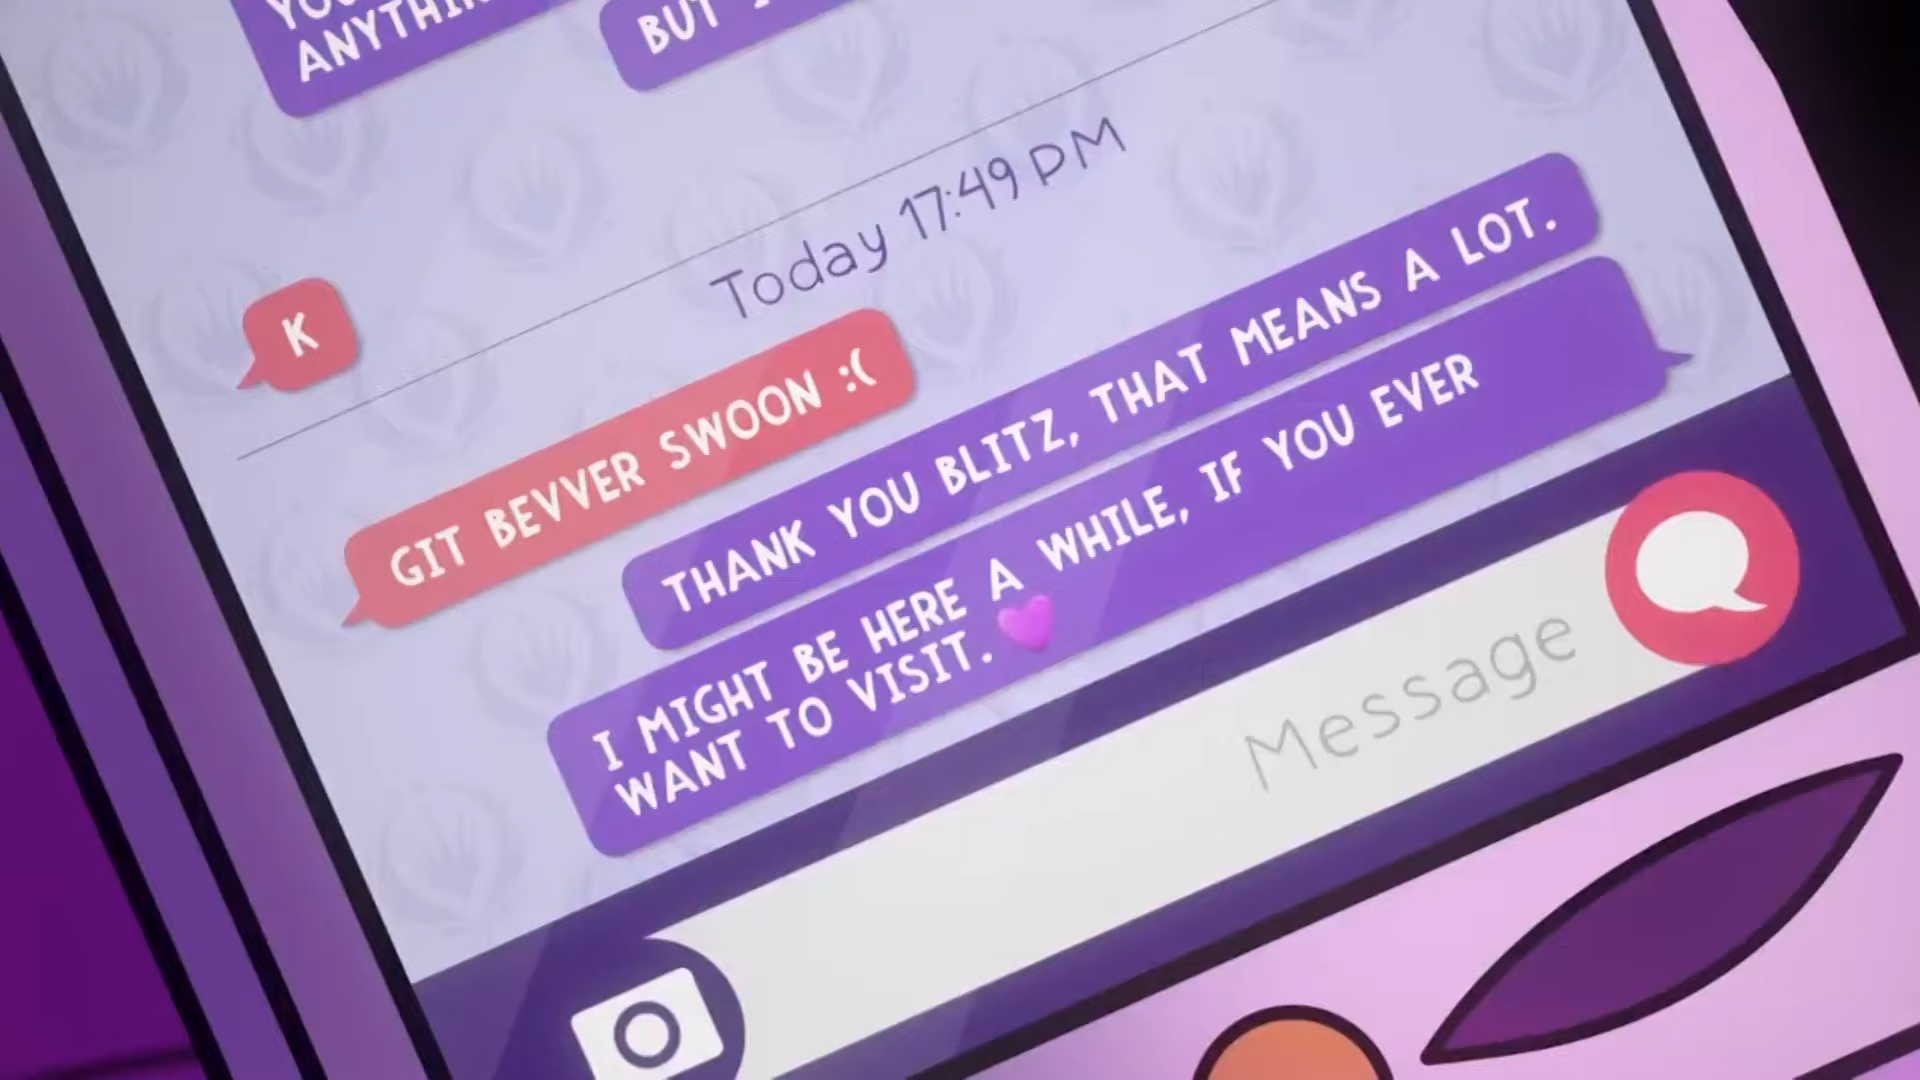 ANYTHIN
BUT
K
Today 17:49 PM
GIT BEVVER SWOON :(
THANK YOU BLITZ, THAT MEANS A LOT.
I MIGHT BE HERE A WHILE, IF YOU EVER
WANT TO VISIT. 💜
Message